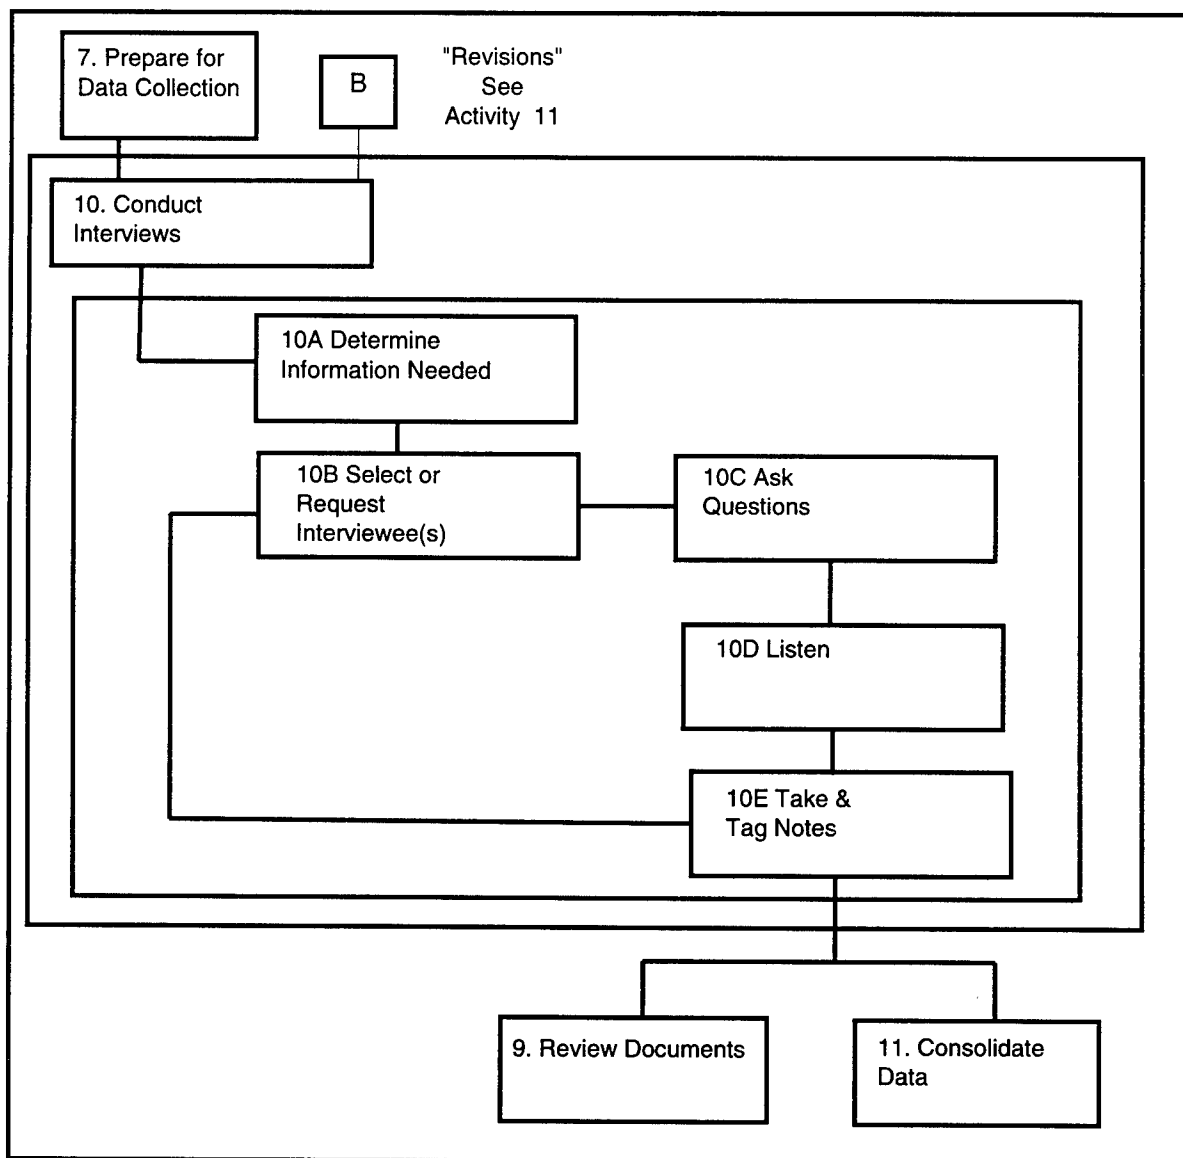 7. Prepare for
Data Collection
B
"Revisions"
See
Activity 11
10. Conduct
Interviews
10A Determine
Information Needed
10B Select or
Request
Interviewee(s)
10C Ask
Questions
10D Listen
10E Take &
Tag Notes
9. Review Documents
11. Consolidate
Data